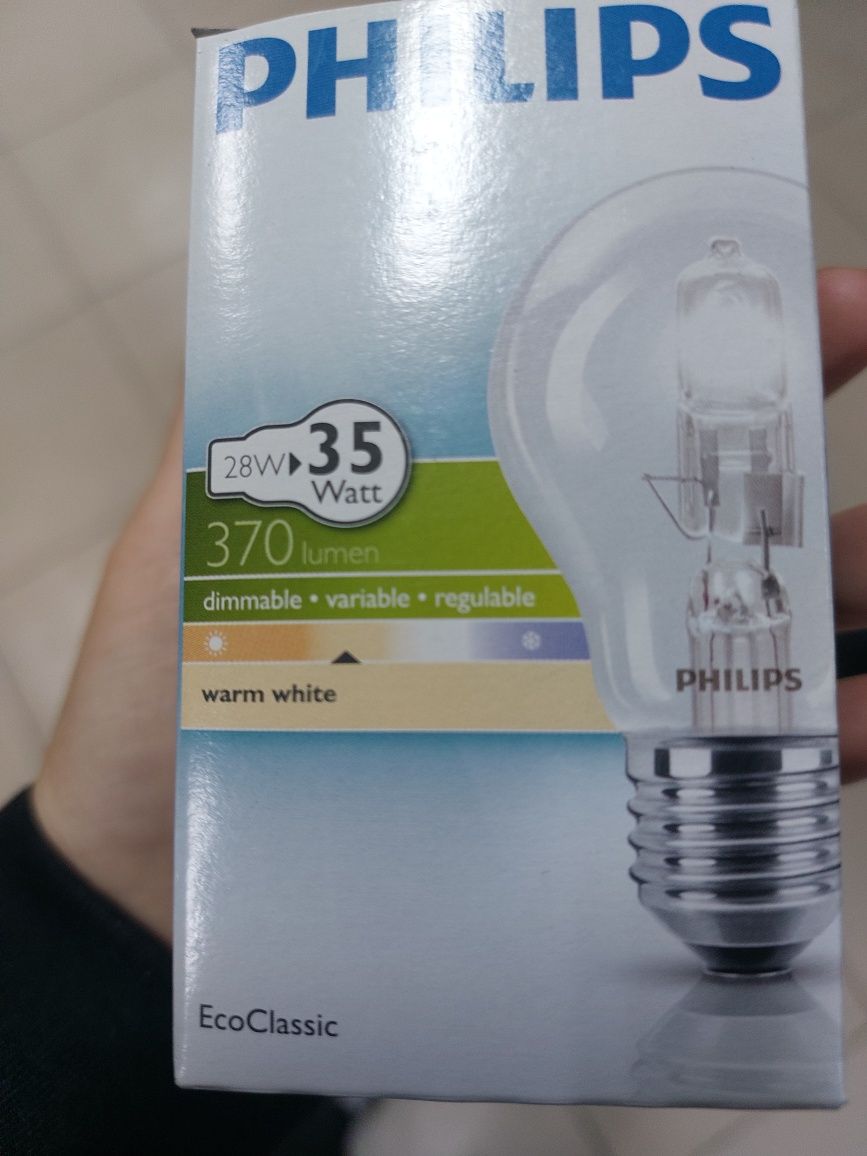 PHILIPS
28W 35
Watt
370 lumen
dimmable • variable • regulable
warm white
PHILIPS
EcoClassic